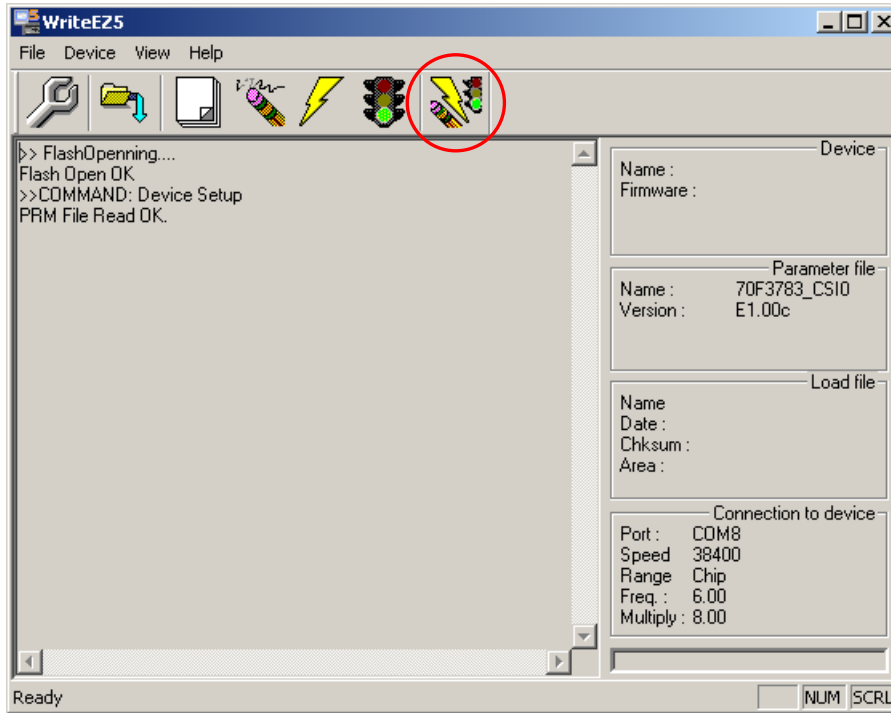 WriteEZ5
File Device View Help
>> FlashOpenning....
Flash Open OK
>>COMMAND: Device Setup
PRM File Read OK.
Device
Name :
Firmware :
Parameter file
Name : 70F3783_CSI0
Version : E1.00c
Load file
Name
Date :
Chksum :
Area :
Connection to device
Port : COM8
Speed 38400
Range Chip
Freq. : 6.00
Multiply : 8.00
Ready
NUM SCRL